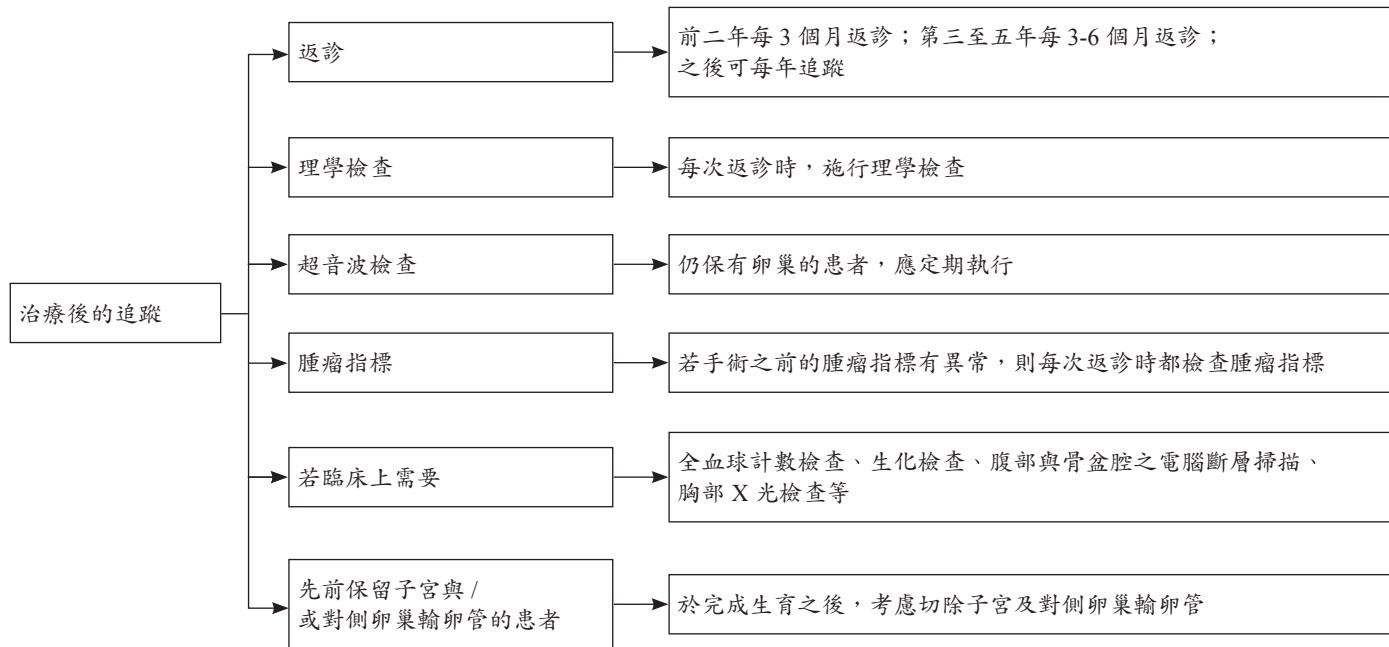 治療後的追蹤
返診
前二年每 3 個月返診；第三至五年每 3-6 個月返診；
之後可每年追蹤
理學檢查
每次返診時，施行理學檢查
超音波檢查
仍保有卵巢的患者，應定期執行
腫瘤指標
若手術之前的腫瘤指標有異常，則每次返診時都檢查腫瘤指標
若臨床上需要
全血球計數檢查、生化檢查、腹部與骨盆腔之電腦斷層掃描、
胸部 X 光檢查等
先前保留子宮與 /
或對側卵巢輸卵管的患者
於完成生育之後，考慮切除子宮及對側卵巢輸卵管